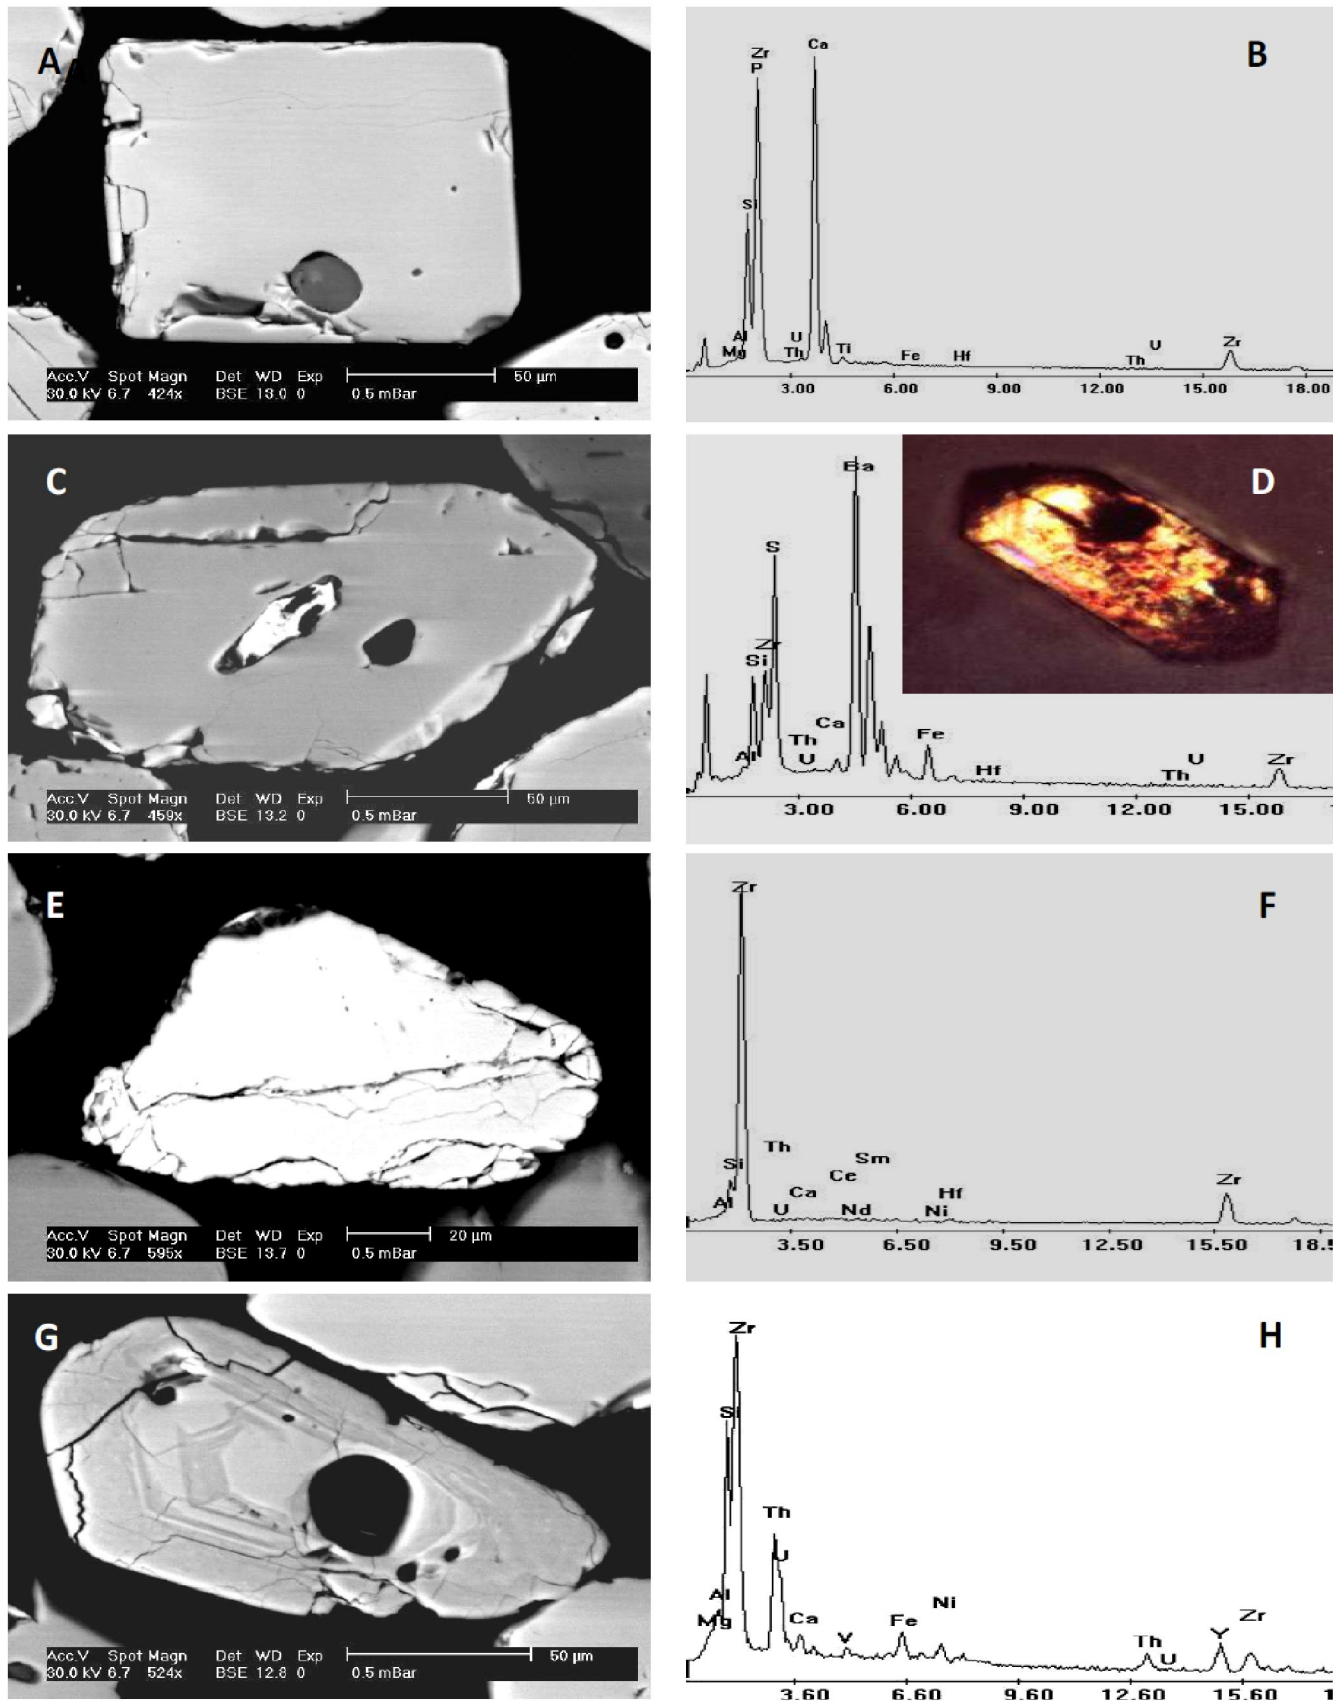 A
Acc.V Spot Magn Det WD Exp 50 µm
30.0 kV 6.7 424x BSE 13.0 0 0.5 mBar
B
Ca
Zr
P
Si
Al
Mg
U
Th
Ti
Fe
Hf
U
Th
Zr
3.00 6.00 9.00 12.00 15.00 18.00
C
Acc.V Spot Magn Det WD Exp 50 µm
30.0 kV 6.7 459x BSE 13.2 0 0.5 mBar
D
Ba
S
Zr
Si
Ca
Fe
Th
Al
U
Hf
U
Th
Zr
3.00 6.00 9.00 12.00 15.00
E
Acc.V Spot Magn Det WD Exp 20 µm
30.0 kV 6.7 595x BSE 13.7 0 0.5 mBar
F
Zr
Th
Sm
Si
Ce
Ca
Hf
Al
U
Nd
Ni
Zr
3.50 6.50 9.50 12.50 15.50 18.5
G
Acc.V Spot Magn Det WD Exp 50 µm
30.0 kV 6.7 524x BSE 12.8 0 0.5 mBar
H
Zr
Si
Th
U
Al
Mg
Ca
V
Fe
Ni
Th
U
Y
Zr
3.60 6.60 9.60 12.60 15.60 1